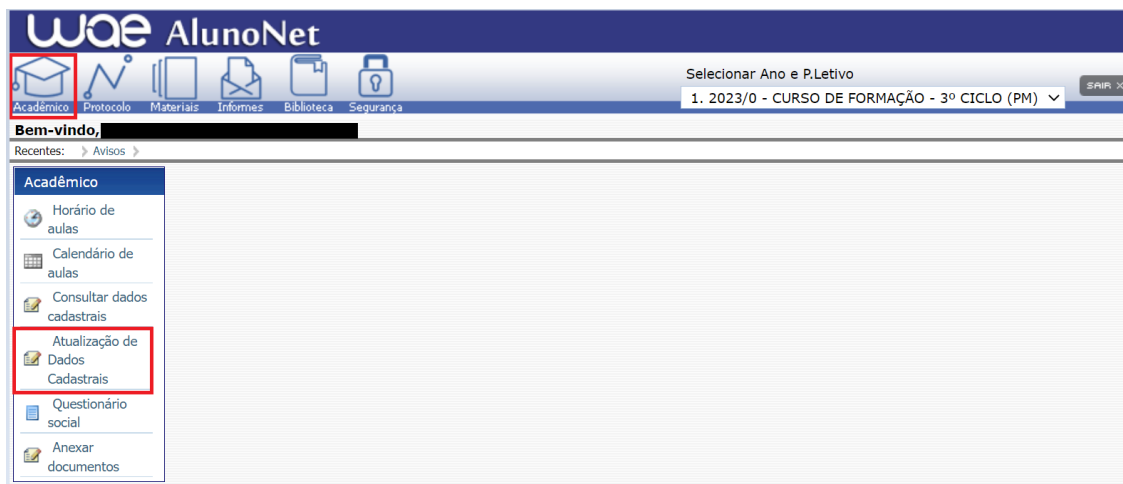 wae AlunoNet
Acadêmico Protocolo Materiais Informes Biblioteca Segurança
Selecionar Ano e P.Letivo
1. 2023/0 - CURSO DE FORMAÇÃO - 3º CICLO (PM)
SAIR X
Bem-vindo,
Recentes: Avisos
Acadêmico
Horário de
aulas
Calendário de
aulas
Consultar dados
cadastrais
Atualização de
Dados
Cadastrais
Questionário
social
Anexar
documentos